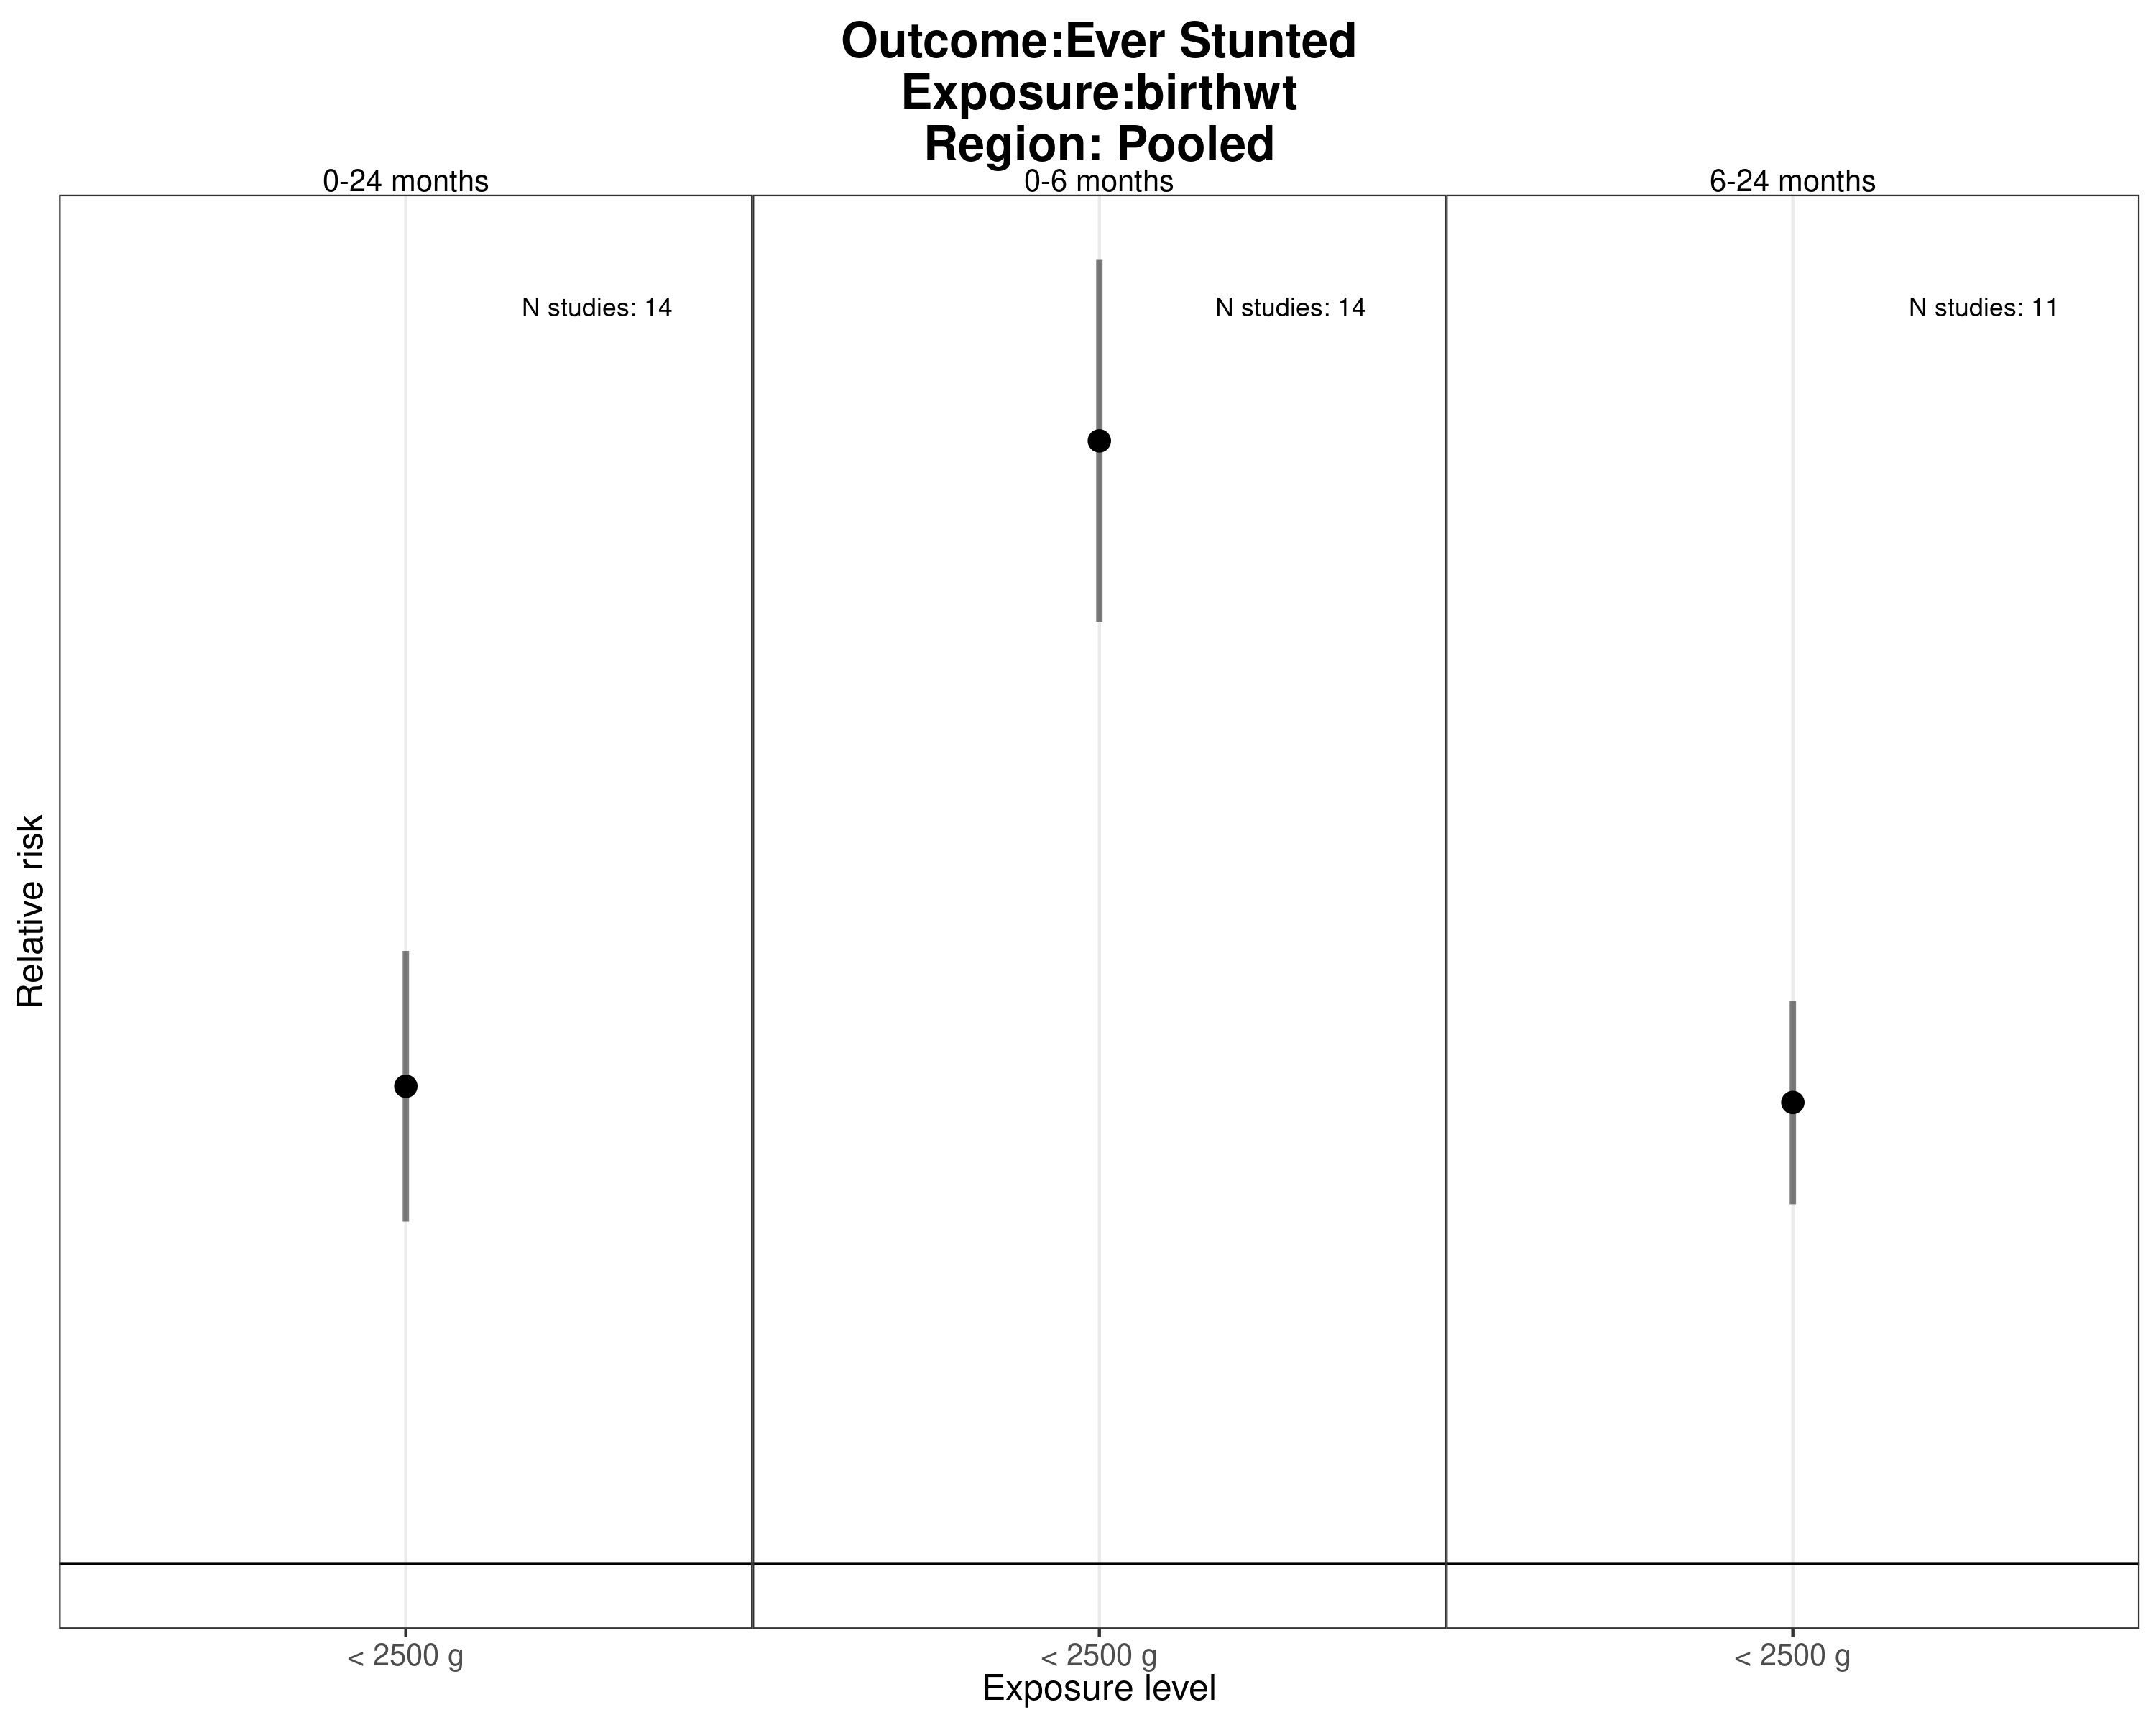 Outcome:Ever Stunted
Exposure:birthwt
Region: Pooled
0-24 months
0-6 months
6-24 months
N studies: 14
N studies: 14
N studies: 11
Relative risk
< 2500 g
< 2500 g
< 2500 g
Exposure level